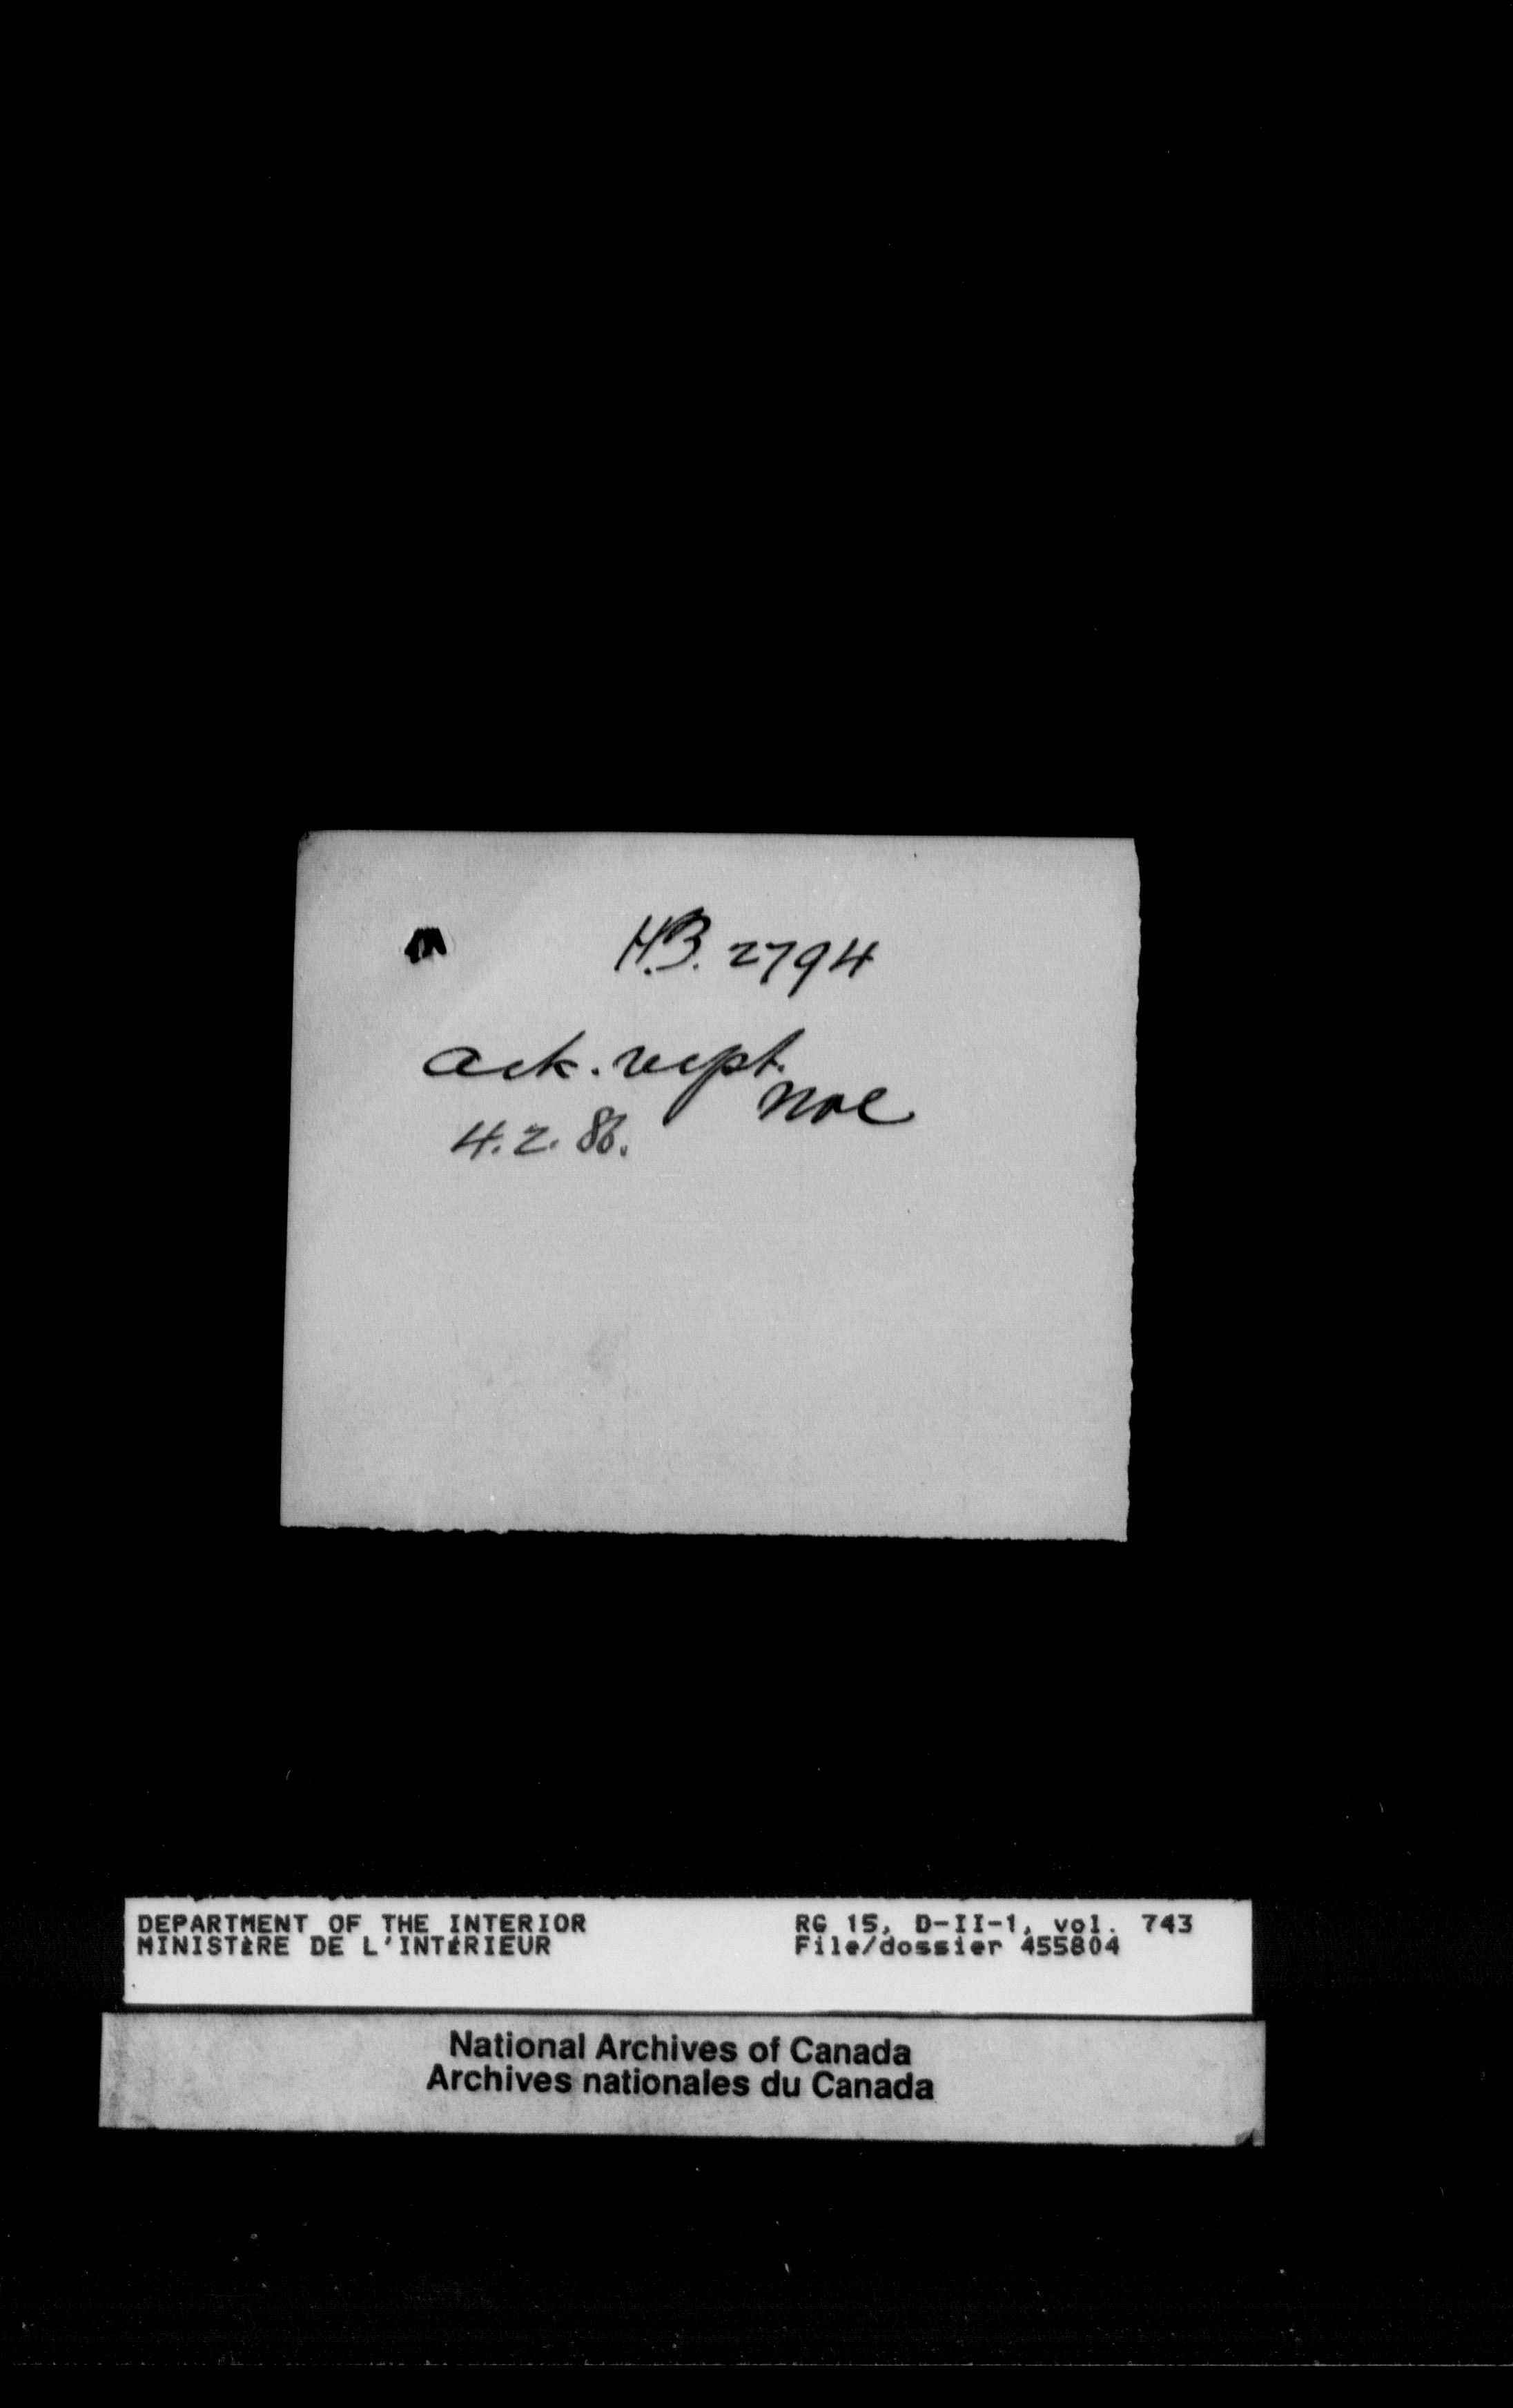 H.B. 2794
ack. recpt.
4.2.86.
DEPARTMENT OF THE INTERIOR
MINISTÈRE DE L'INTÉRIEUR
RG 15, D-II-1, vol. 743
File/dossier 455804
National Archives of Canada
Archives nationales du Canada